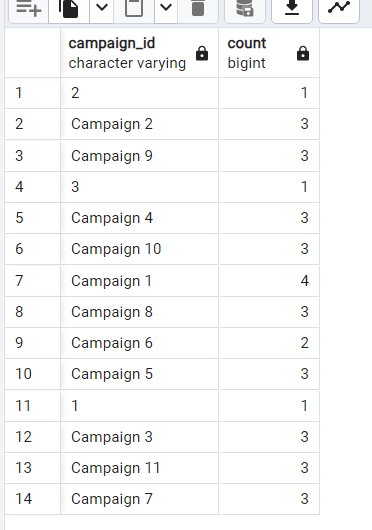 campaign_id count
character varying bigint
1 2 1
2 Campaign 2 3
3 Campaign 9 3
4 3 1
5 Campaign 4 3
6 Campaign 10 3
7 Campaign 1 4
8 Campaign 8 3
9 Campaign 6 2
10 Campaign 5 3
11 1 1
12 Campaign 3 3
13 Campaign 11 3
14 Campaign 7 3